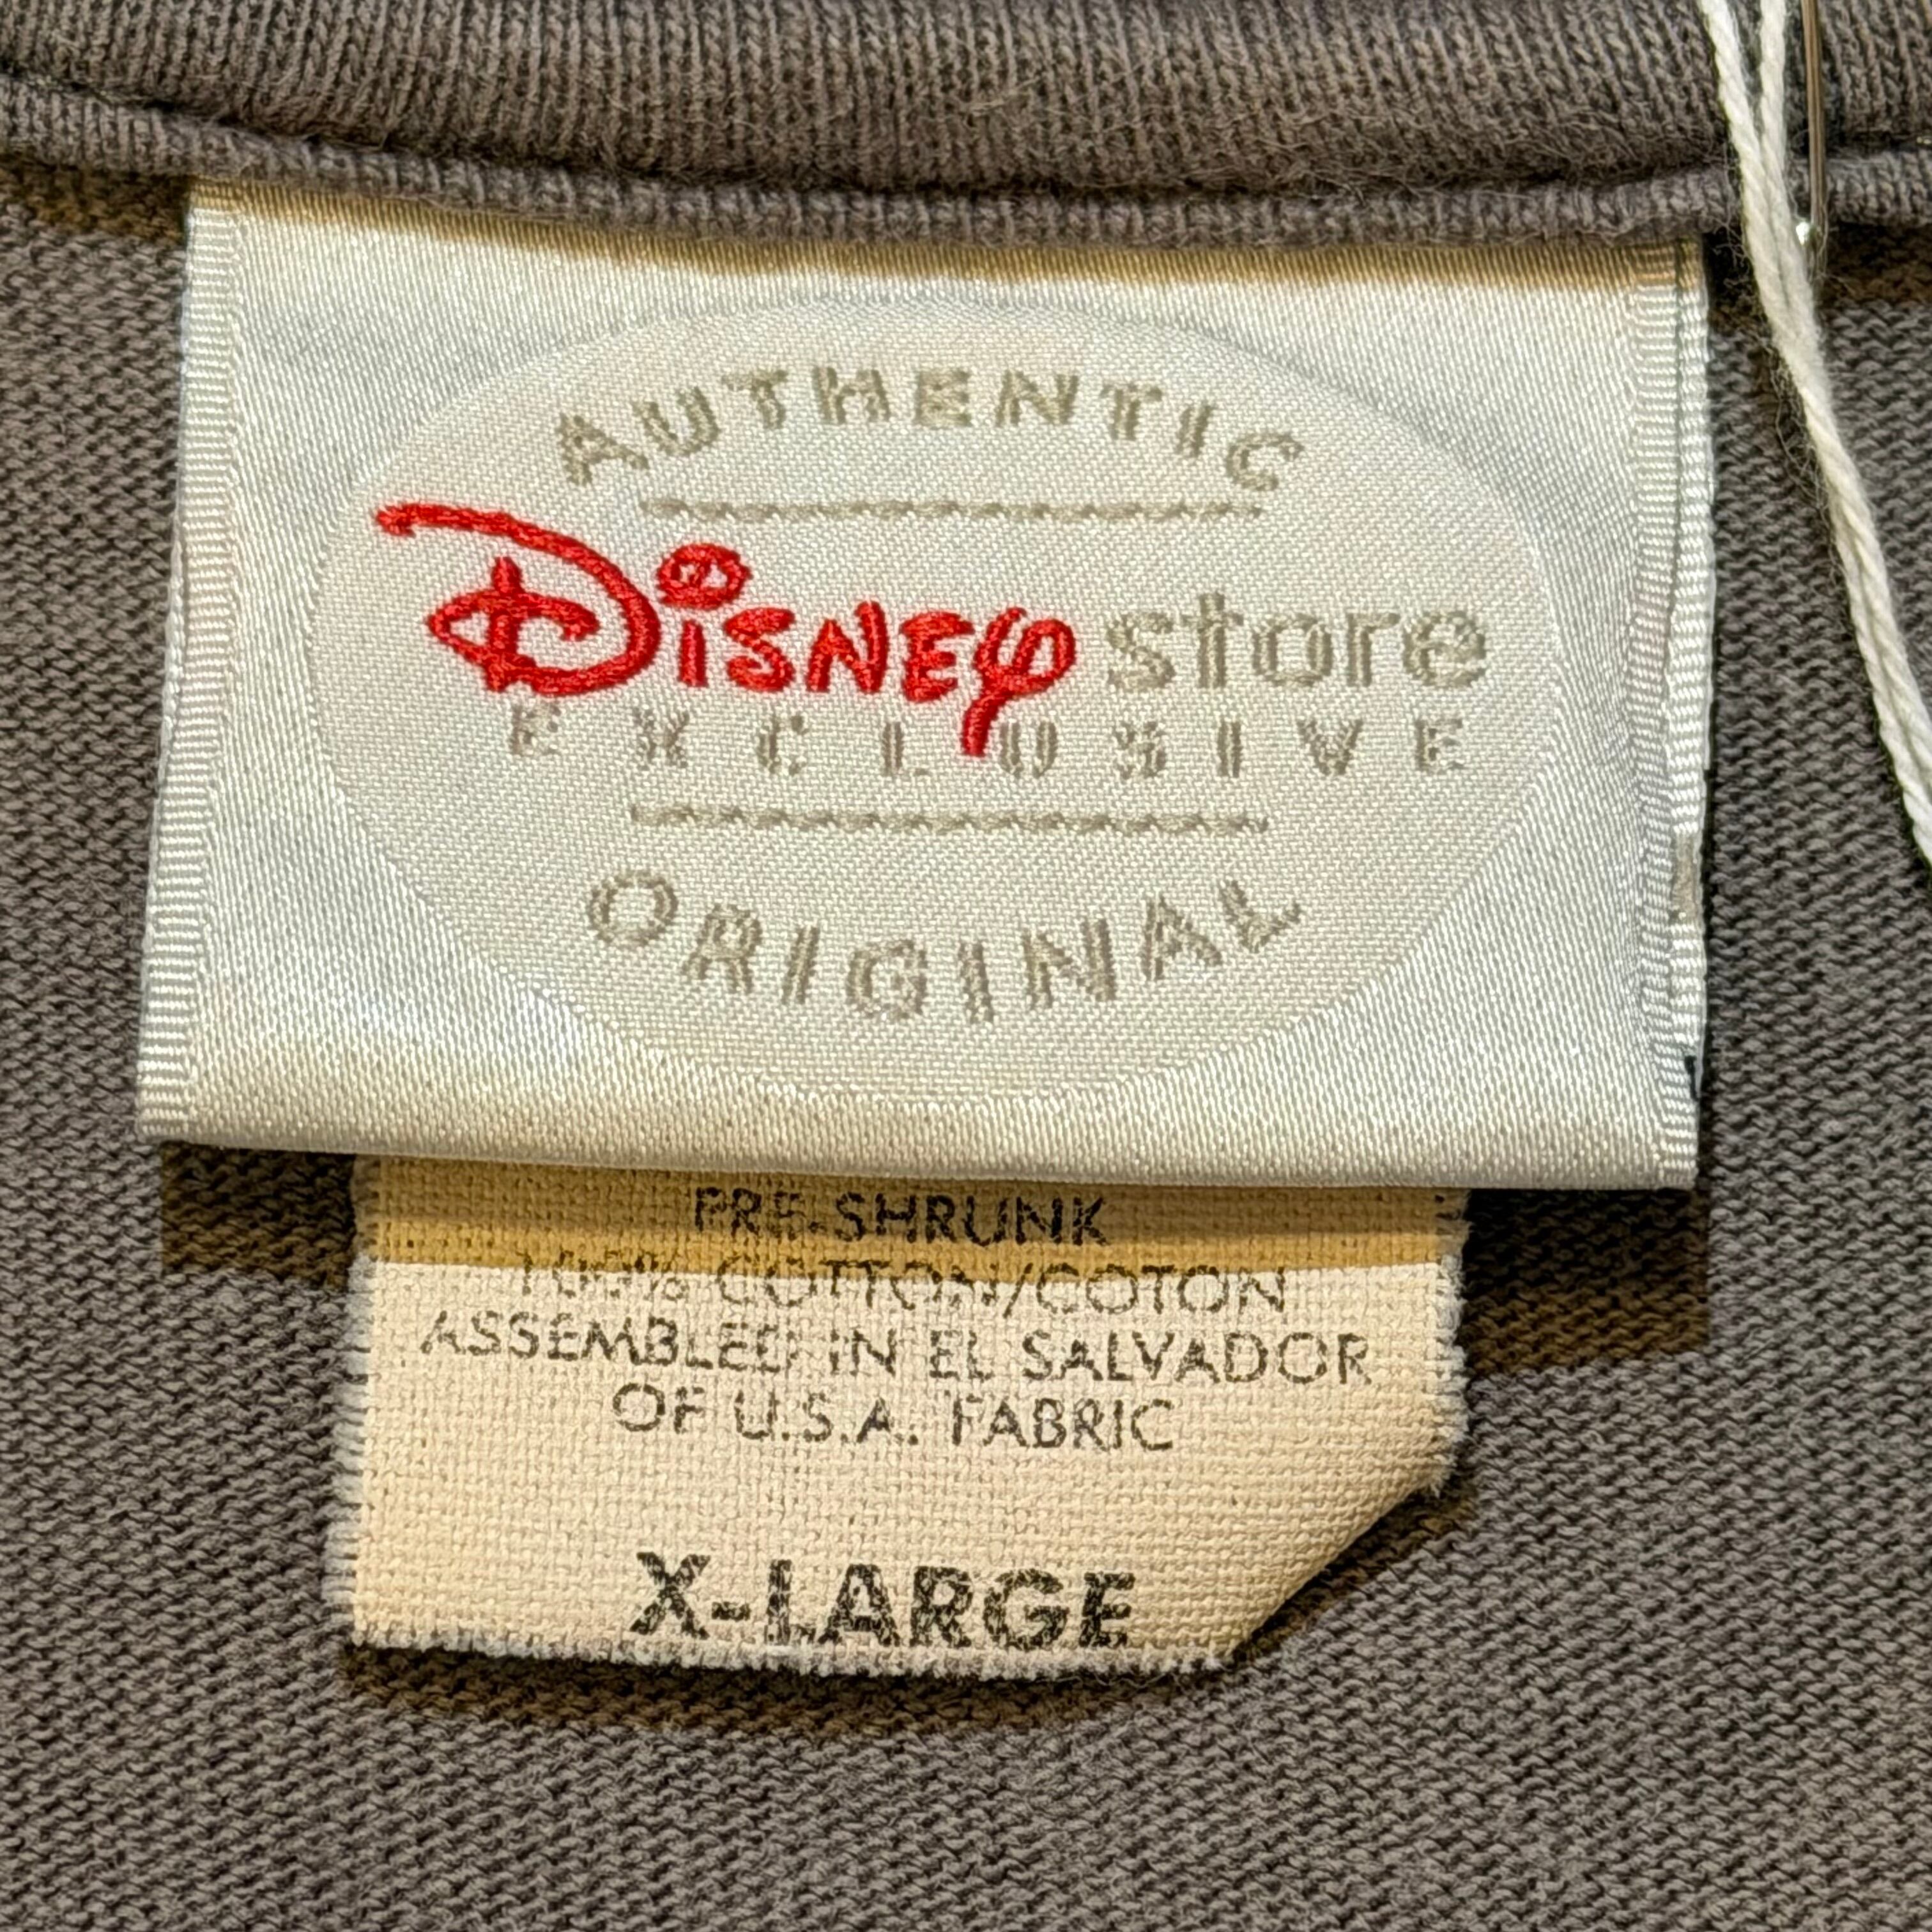 AUTHENTIC
Disney store
EXCLUSIVE
ORIGINAL
PRE-SHRUNK
100% COTTON/COTON
ASSEMBLED IN EL SALVADOR
OF U.S.A. FABRIC
X-LARGE